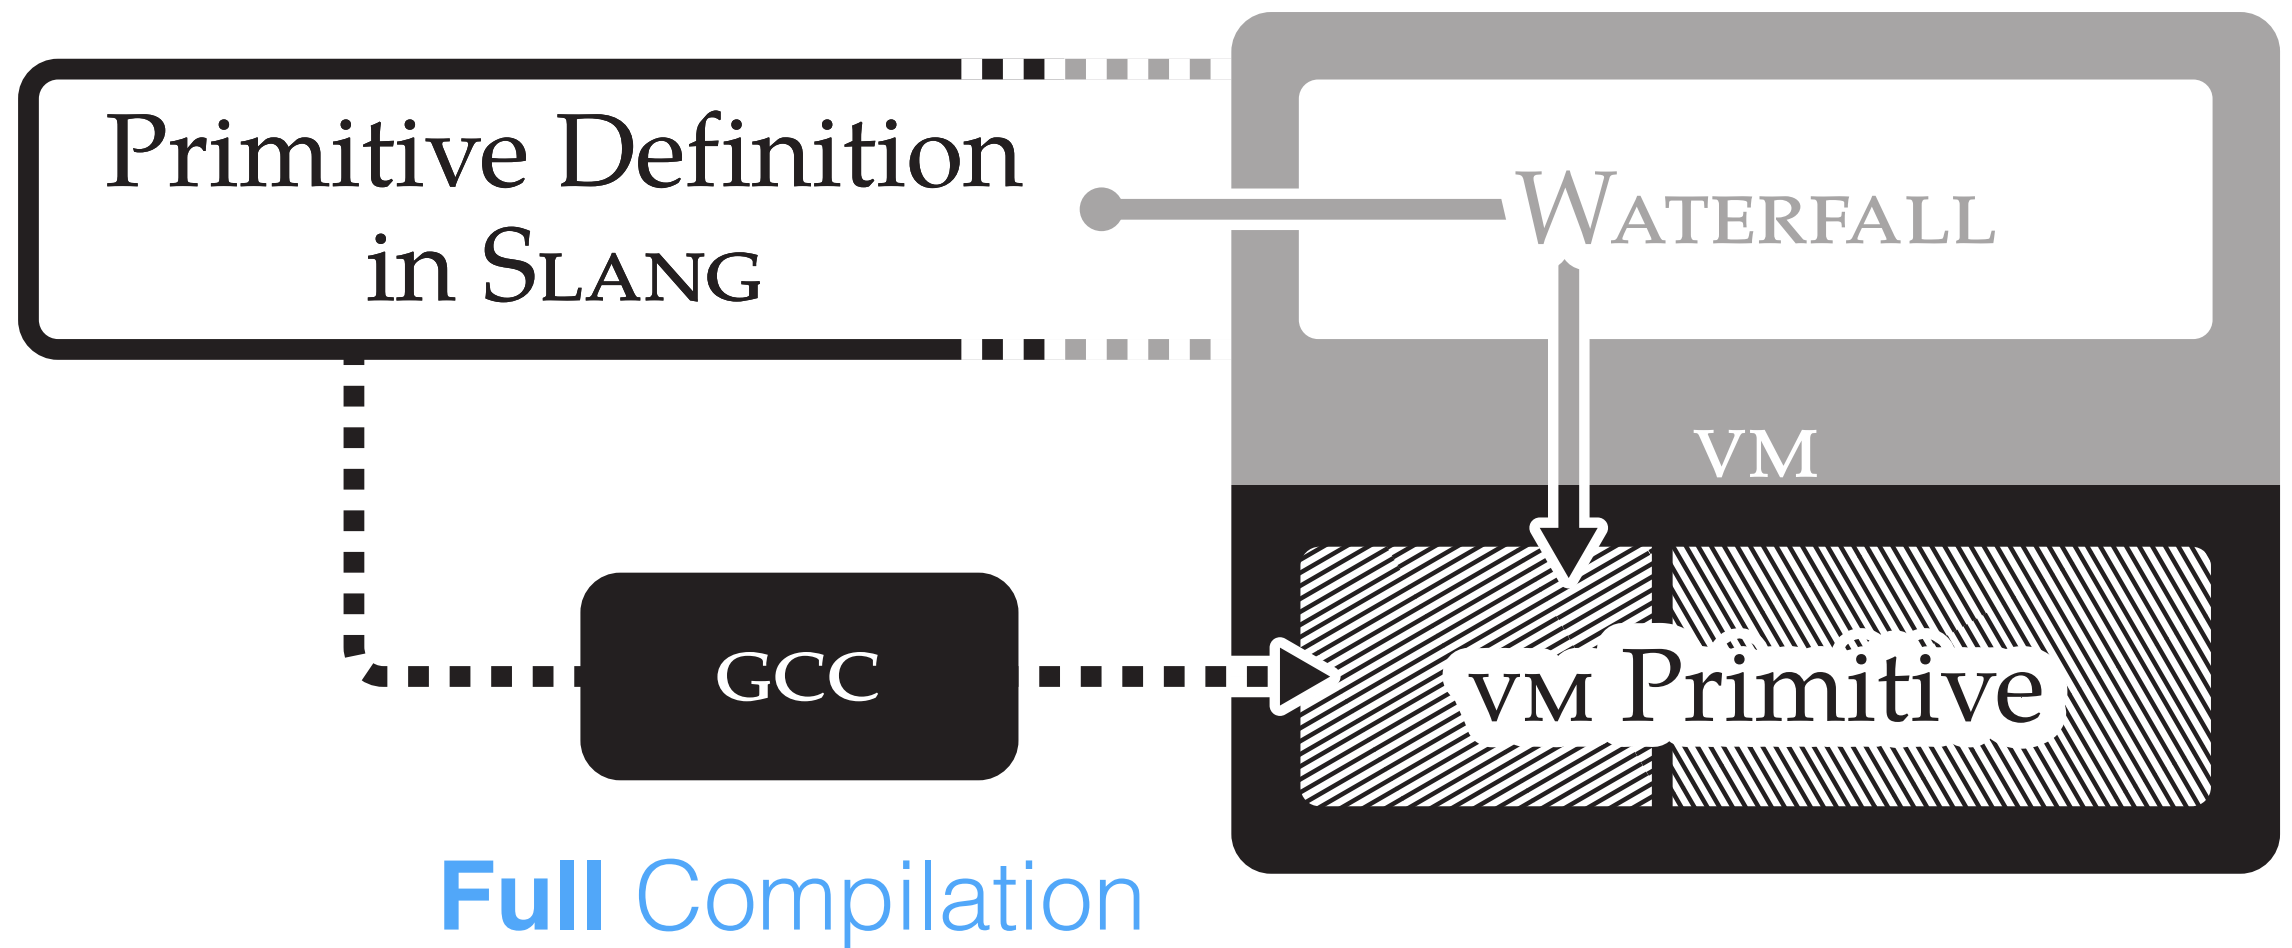 Primitive Definition
in SLANG
WATERFALL
VM
GCC
VM Primitive
Full Compilation